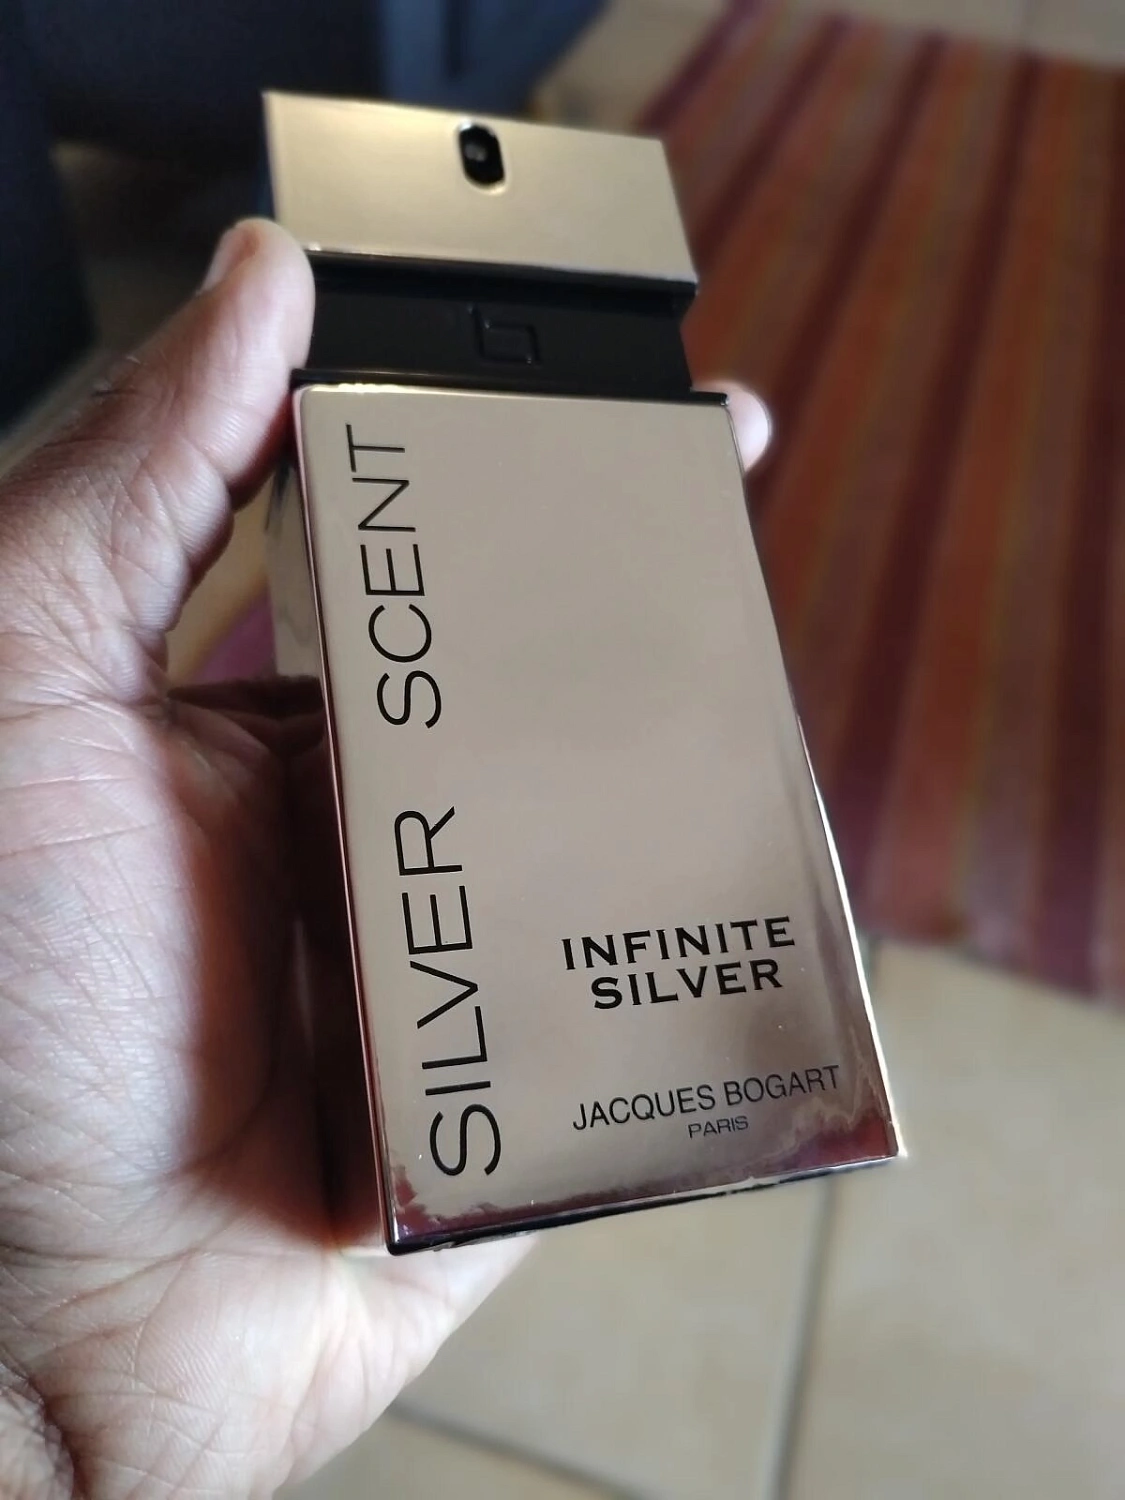 SILVER SCENT
INFINITE
SILVER
JACQUES BOGART
PARIS